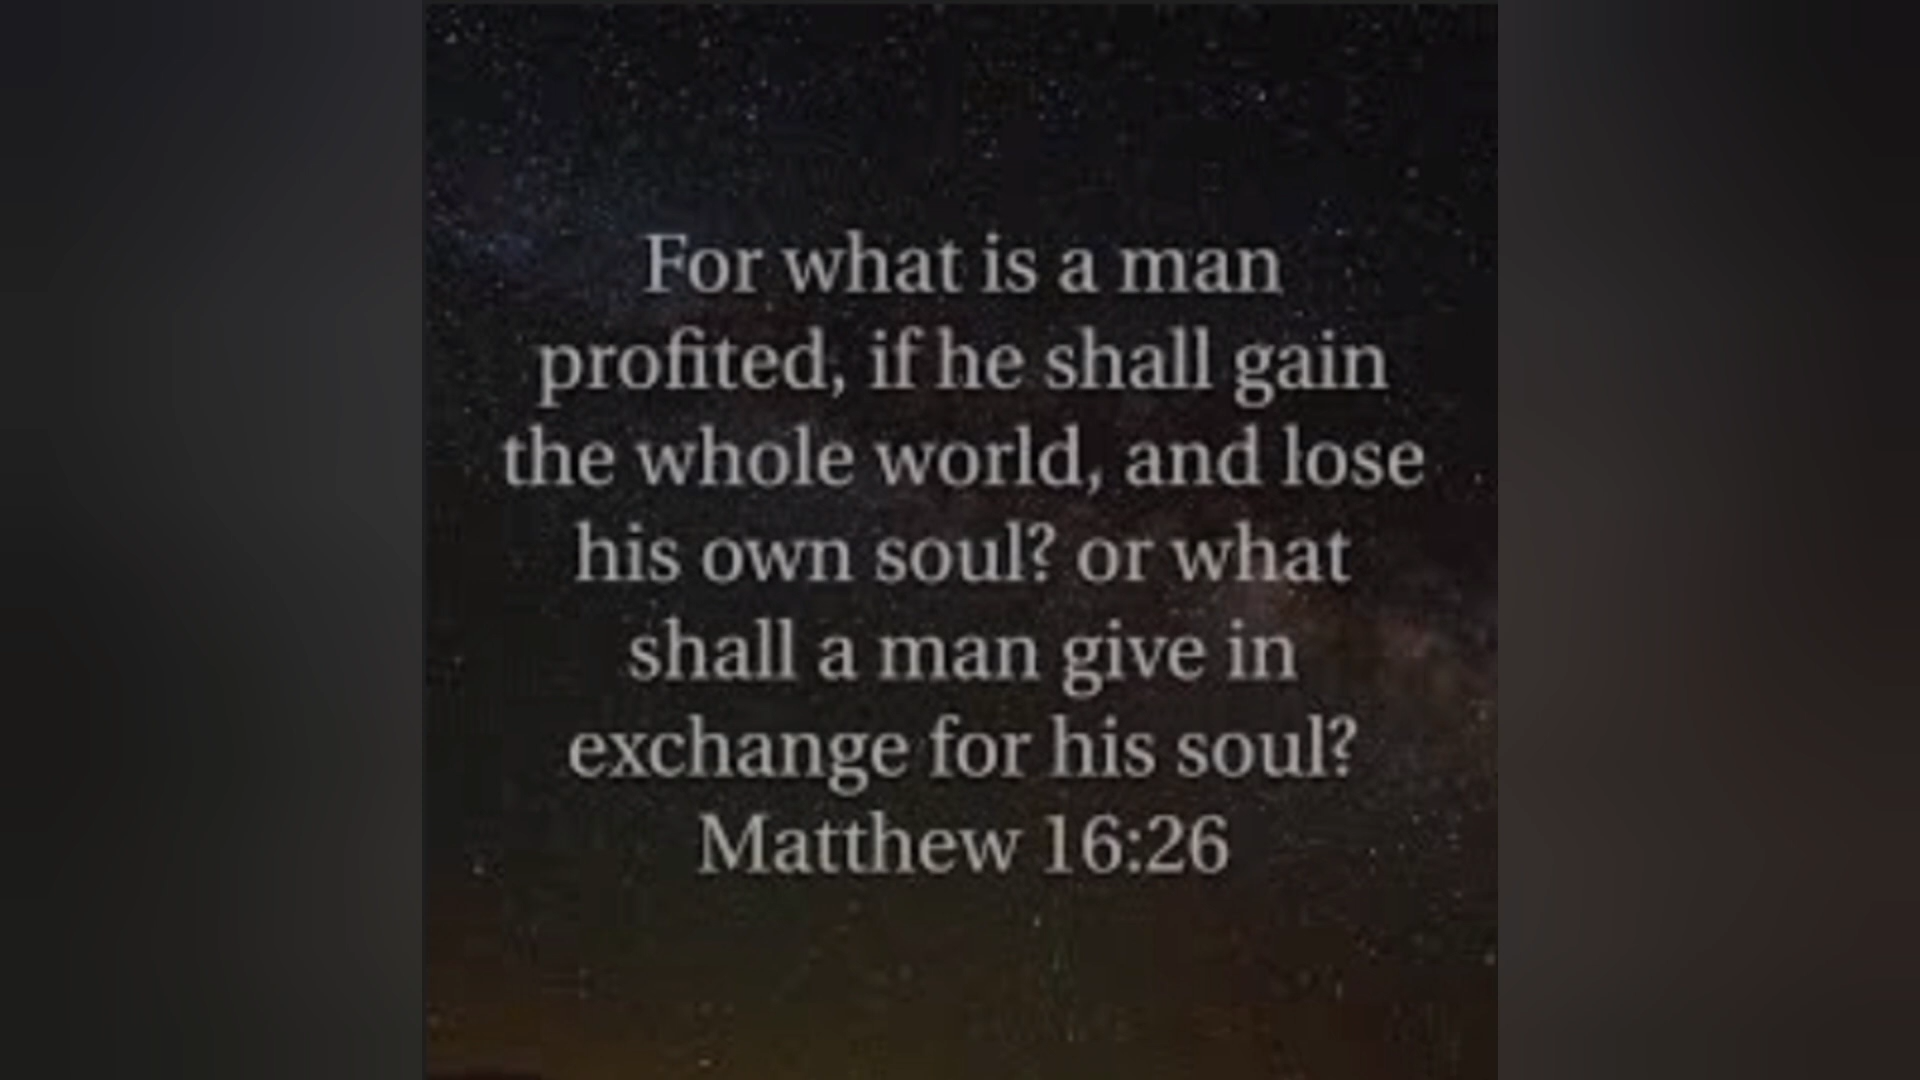 For what is a man
profited, if he shall gain
the whole world, and lose
his own soul? or what
shall a man give in
exchange for his soul?
Matthew 16:26